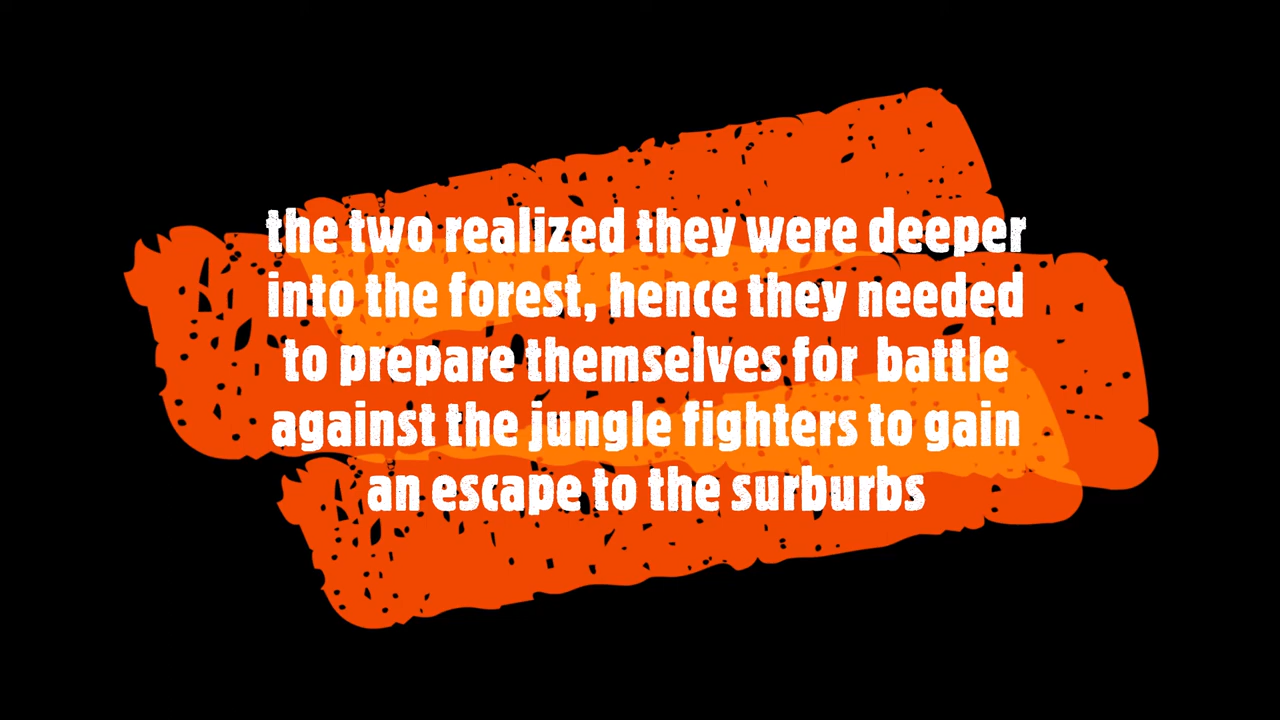 the two realized they were deeper
into the forest, hence they needed
to prepare themselves for battle
against the jungle fighters to gain
an escape to the surburbs